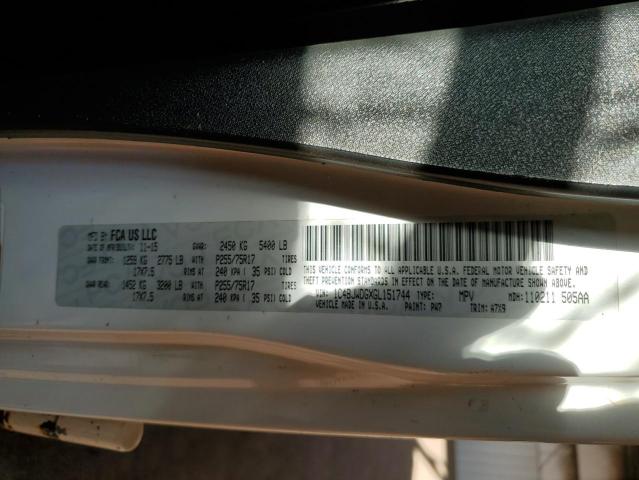 MFD BY: FCA US LLC
DATE OF MFR: 11-15 GVWR: 2450 KG 5400 LB
GAWR FRONT: 1259 KG 2775 LB WITH P255/75R17 TIRES
17X7.5 RIMS AT 240 KPA ( 35 PSI) COLD
GAWR REAR: 1452 KG 3200 LB WITH P255/75R17 TIRES
17X7.5 RIMS AT 240 KPA ( 35 PSI) COLD
THIS VEHICLE CONFORMS TO ALL APPLICABLE U.S.A. FEDERAL MOTOR VEHICLE SAFETY AND
THEFT PREVENTION STANDARDS IN EFFECT ON THE DATE OF MANUFACTURE SHOWN ABOVE.
VIN: 1C4BJWDGXGL151744 TYPE: MPV MDH: 110211 505AA
VEHICLE MADE IN U.S.A. PAINT: PW7 TRIM: A7X9